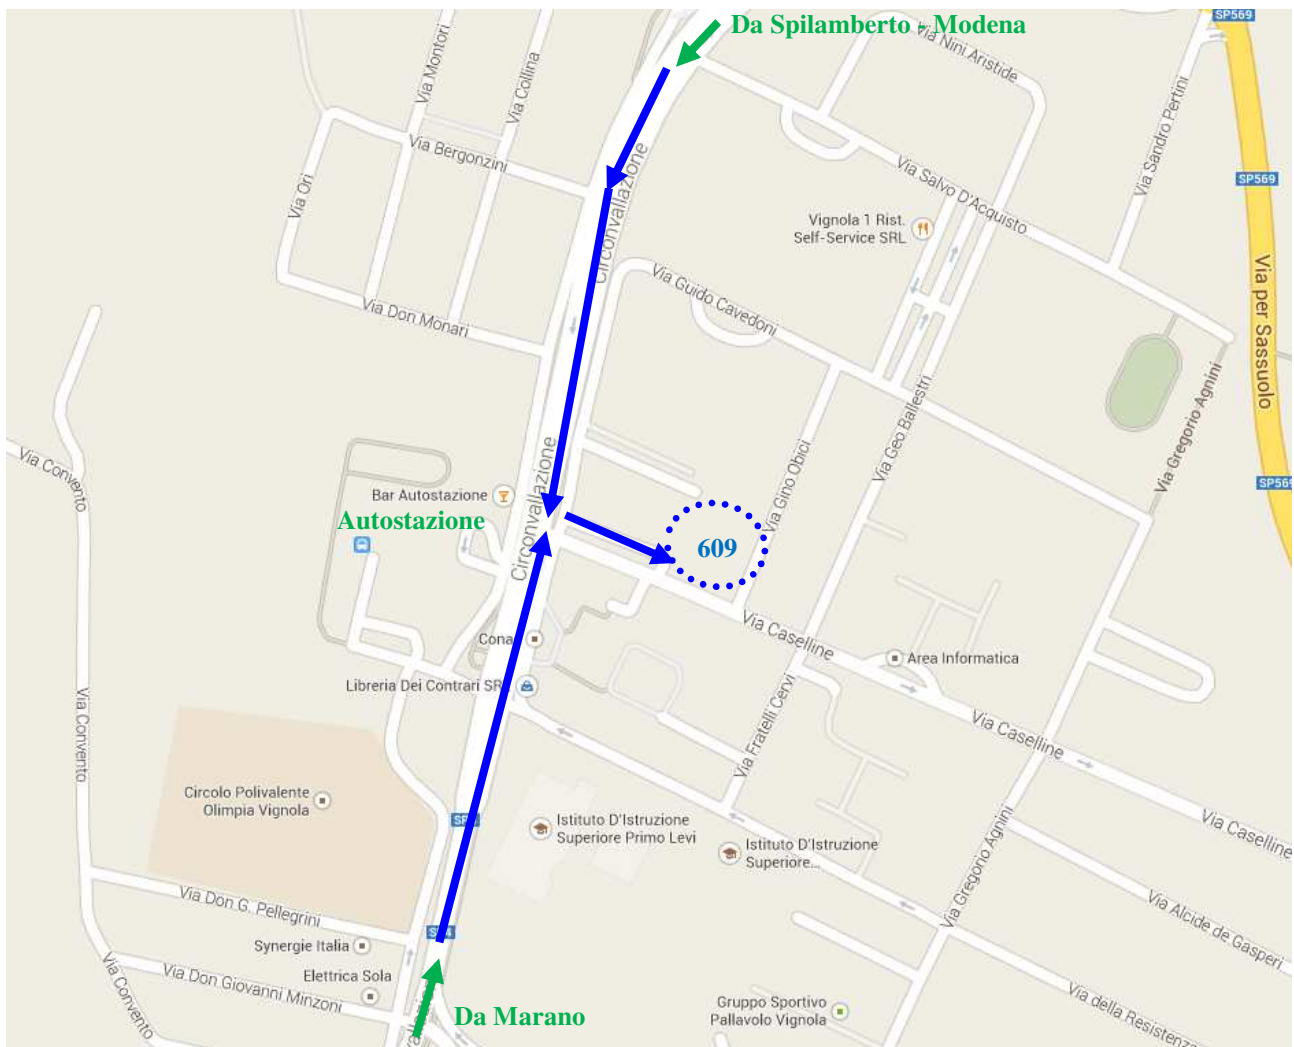 Da Spilamberto - Modena
SP569
Via Nini Aristide
Via Montori
Via Collina
Via Sandro Pertini
Via Bergonzini
Circonvallazione
Via Salvo D'Acquisto
SP569
Via Ori
Vignola 1 Rist.
Self-Service SRL
Via Guido Cavedoni
Via per Sassuolo
Via Don Monari
Via Gregorio Agnini
Via Geo Ballestri
Via Convento
Circonvallazione
Via Gino Obici
SP569
Bar Autostazione
Autostazione
609
Via Caselline
Area Informatica
Libreria Dei Contrari
Via Convento
Via Fratelli Cervi
Via Caselline
Circolo Polivalente
Olimpia Vignola
Istituto D'Istruzione
Superiore Primo Levi
Istituto D'Istruzione
Superiore...
Via Caselline
Via Gregorio Agnini
Via Don G. Pellegrini
Via Alcide de Gasperi
Synergie Italia
Via Convento
Via Don Giovanni Minzoni
Elettrica Sola
Da Marano
Gruppo Sportivo
Pallavolo Vignola
Via della Resistenza